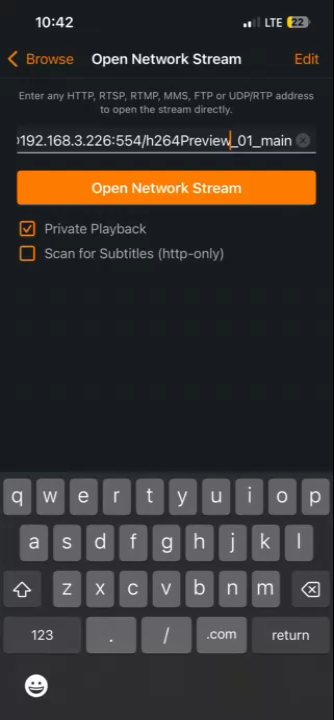 10:42
LTE 22
Browse
Open Network Stream
Edit
Enter any HTTP, RTSP, RTMP, MMS, FTP or UDP/RTP address
to open the stream directly.
192.168.3.226:554/h264Preview_01_main
Open Network Stream
Private Playback
Scan for Subtitles (http-only)
q w e r t y u i o p
a s d f g h j k l
z x c v b n m
123 . / .com return